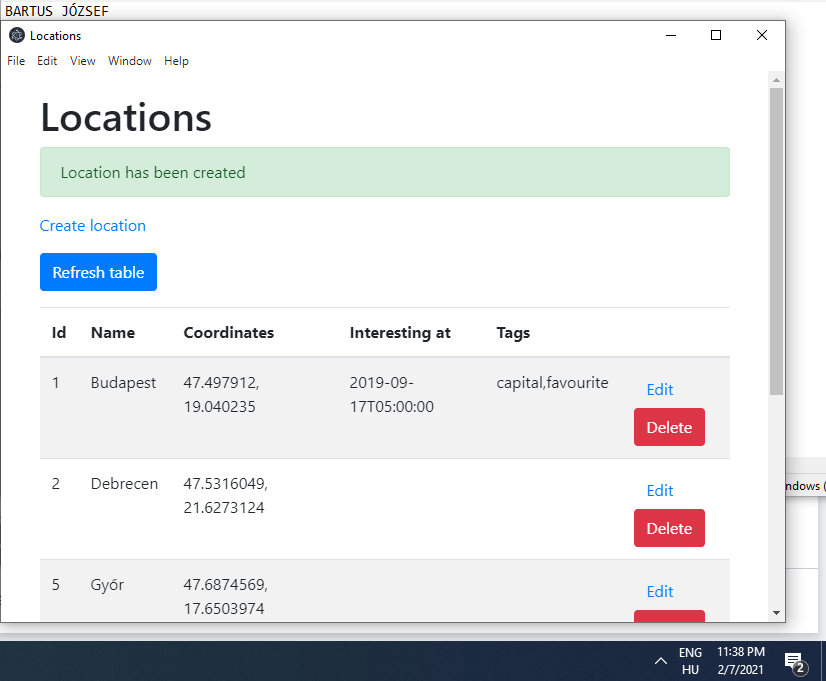 BARTUS JÓZSEF
Locations
File Edit View Window Help
Locations
Location has been created
Create location
Refresh table
Id Name Coordinates Interesting at Tags
1 Budapest 47.497912, 2019-09- capital,favourite Edit
19.040235 17T05:00:00 Delete
2 Debrecen 47.5316049, Edit
21.6273124 Delete
5 Győr 47.6874569, Edit
17.6503974
ndows (
ENG 11:38 PM
HU 2/7/2021
2